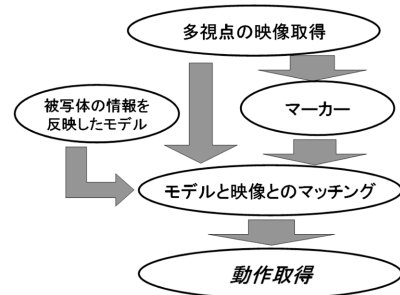 多視点の映像取得
被写体の情報を
反映したモデル
マーカー
モデルと映像とのマッチング
動作取得